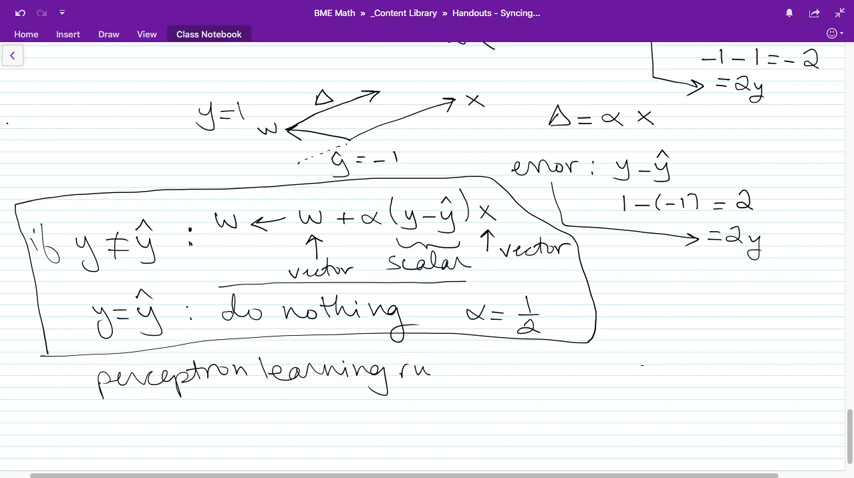 BME Math » _Content Library » Handouts - Syncing...
Home Insert Draw View Class Notebook
-1-1=-2
=2y
y=1 Δ x
w
ŷ=-1
Δ = α x
error: y-ŷ
1-(-1) = 2
=2y
if y≠ŷ : w ← w + α(y-ŷ) x
vector scalar vector
y=ŷ : do nothing α = 1/2
perceptron learning ru